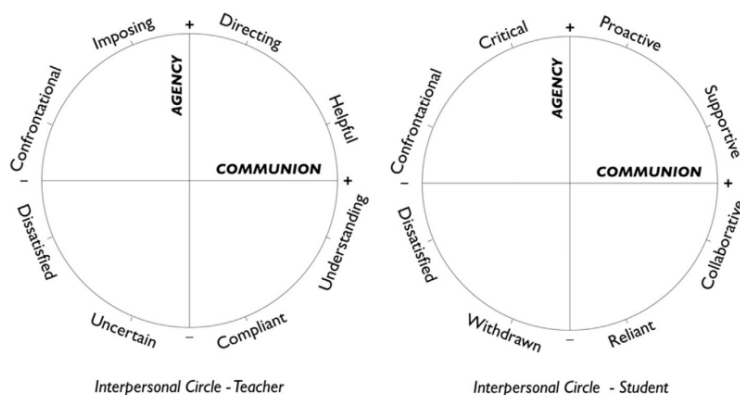 +
Imposing
Directing
Confrontational
AGENCY
Helpful
COMMUNION
–
+
Dissatisfied
Understanding
Uncertain
–
Compliant
Interpersonal Circle - Teacher
+
Critical
Proactive
Confrontational
AGENCY
Supportive
COMMUNION
–
+
Dissatisfied
Collaborative
Withdrawn
–
Reliant
Interpersonal Circle - Student